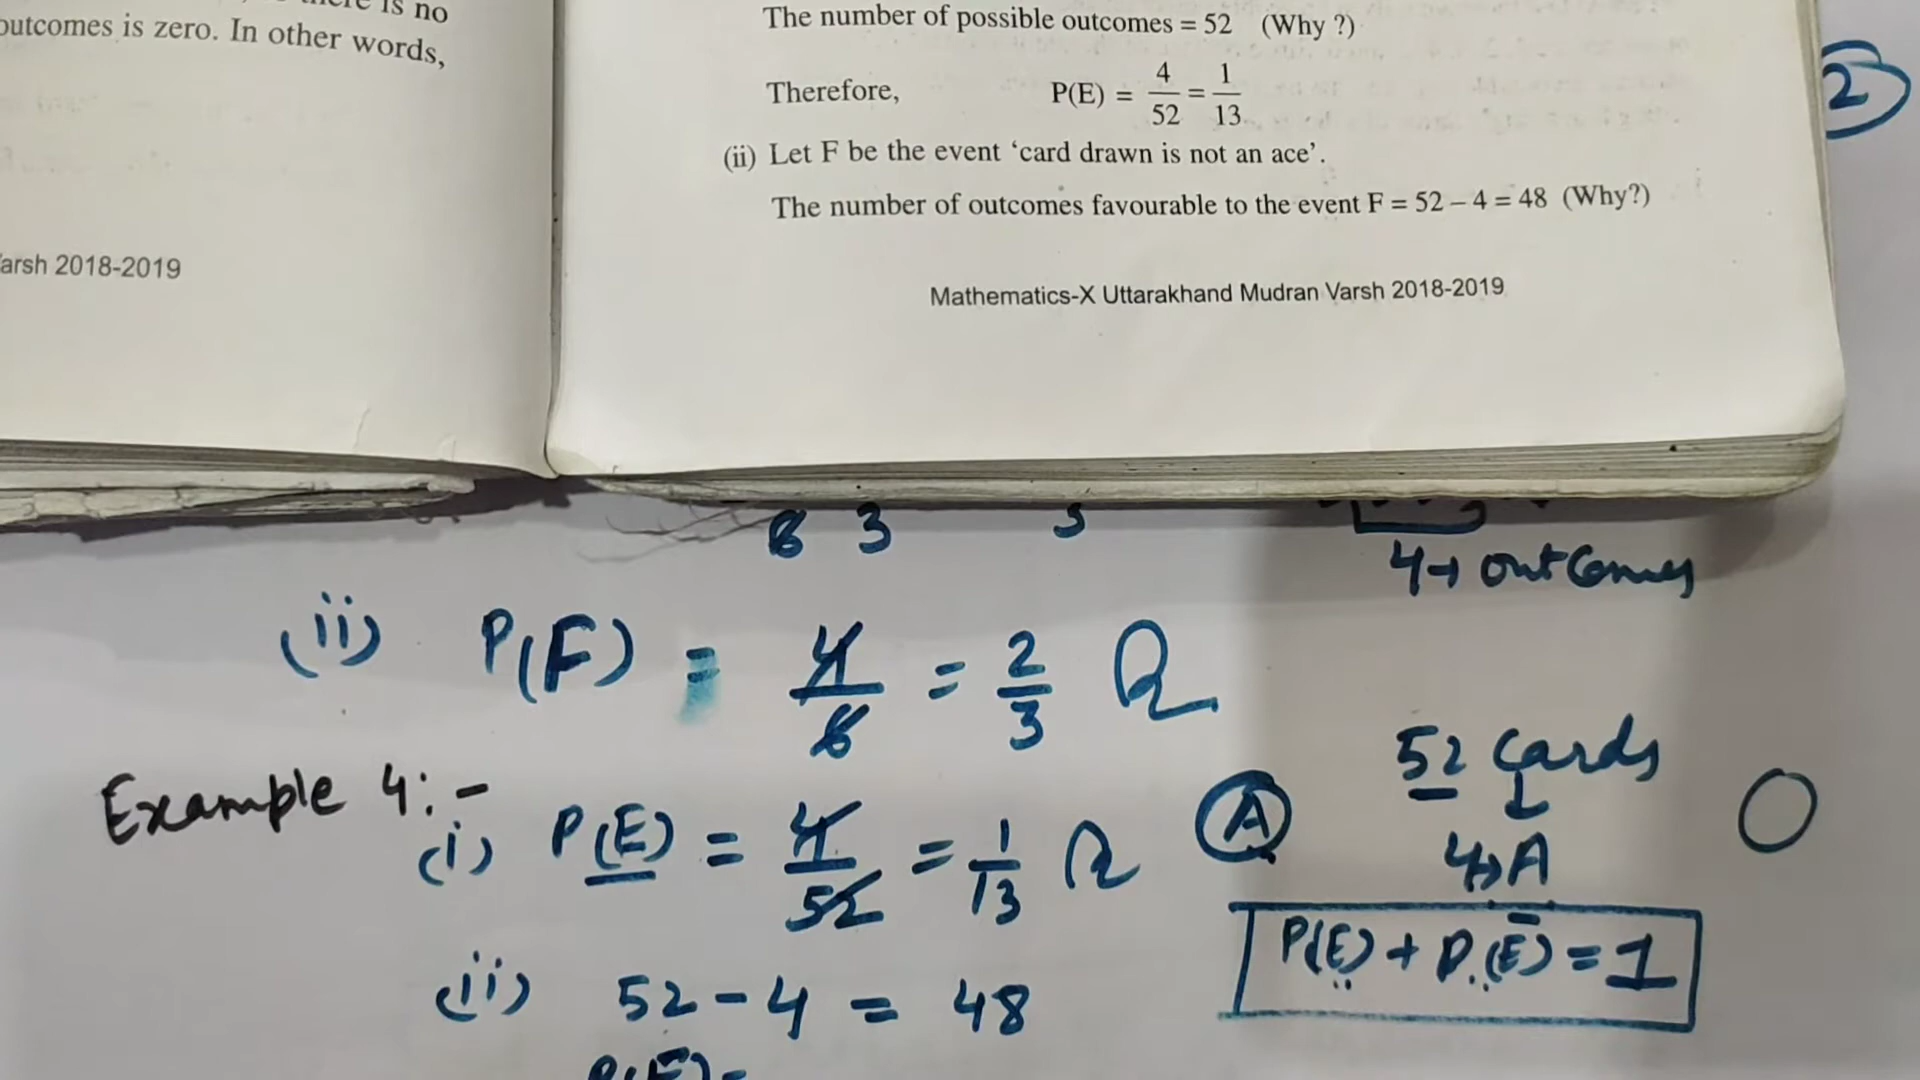 is no
outcomes is zero. In other words,
arsh 2018-2019
The number of possible outcomes = 52 (Why ?)
Therefore, P(E) = 4/52 = 1/13
(ii) Let F be the event ‘card drawn is not an ace’.
The number of outcomes favourable to the event F = 52 – 4 = 48 (Why?)
Mathematics-X Uttarakhand Mudran Varsh 2018-2019
2
6 3
4→ outcomes
(ii) P(F) = 4/6 = 2/3
52 cards
4→A
Example 4:-
(i) P(E) = 4/52 = 1/13
A
P(E) + P(Ē) = 1
(ii) 52 - 4 = 48